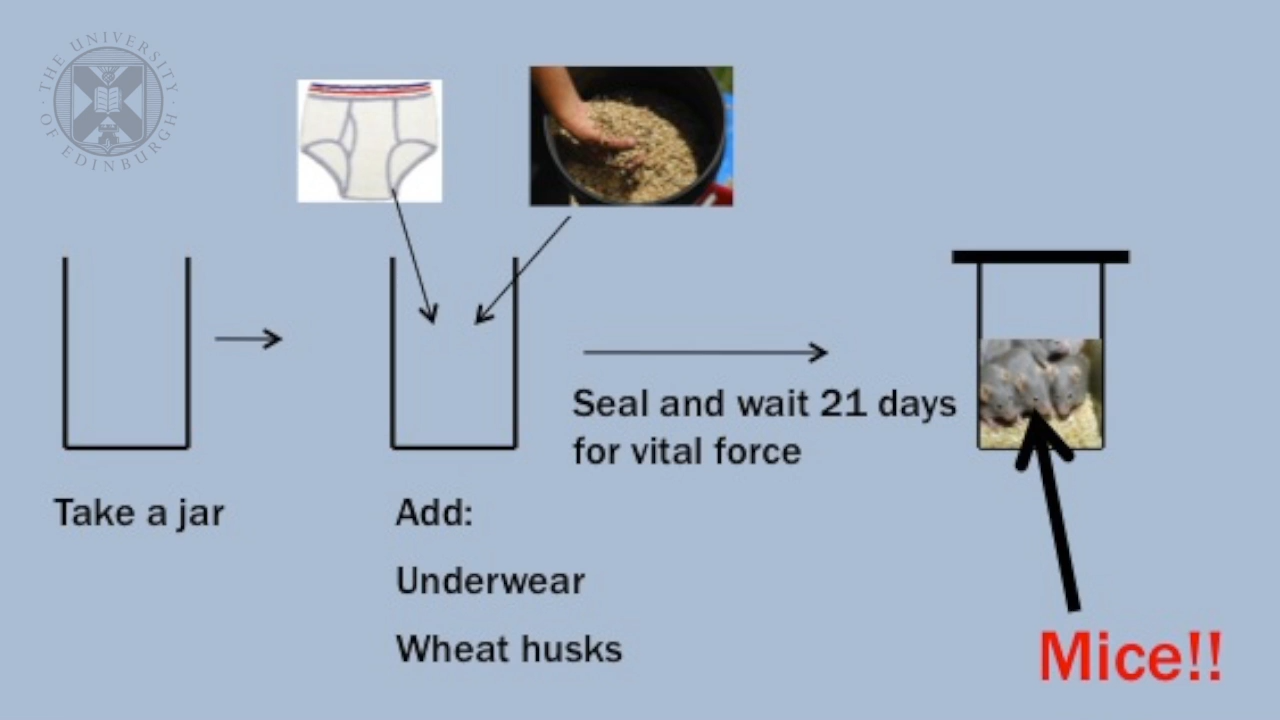 THE UNIVERSITY OF EDINBURGH
Seal and wait 21 days
for vital force
Take a jar
Add:
Underwear
Wheat husks
Mice!!